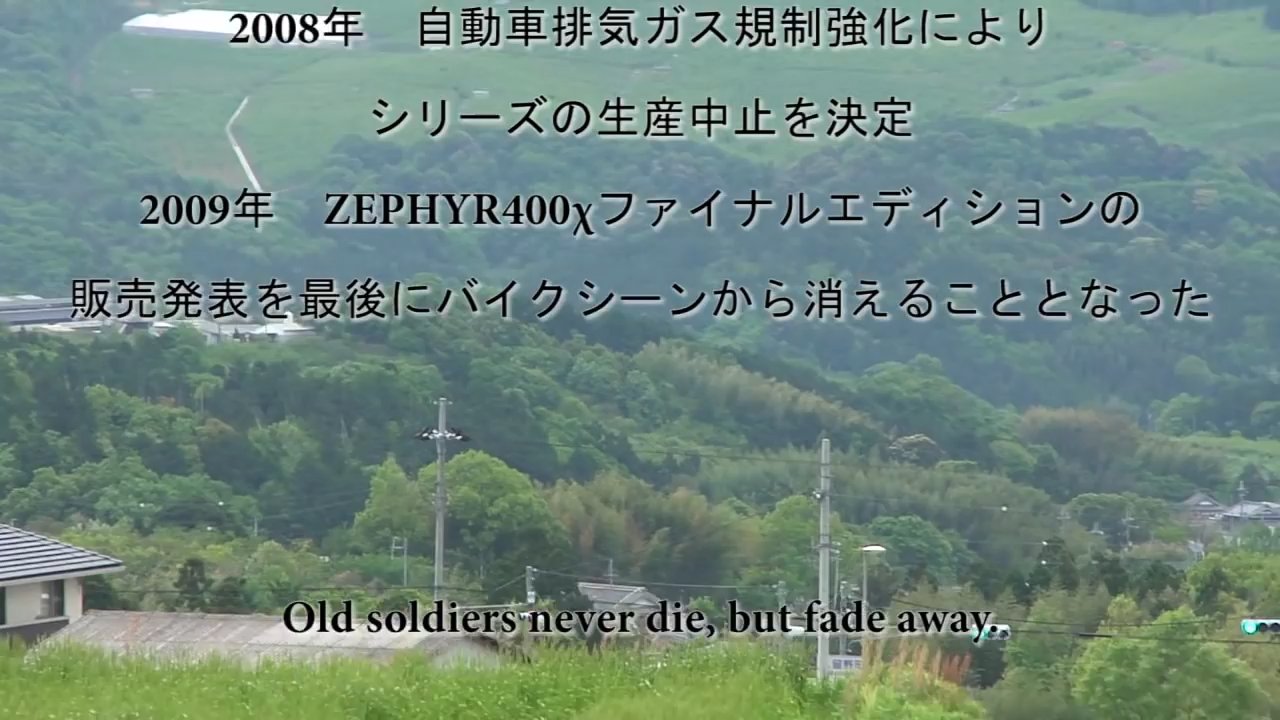 2008年　自動車排気ガス規制強化により
シリーズの生産中止を決定
2009年　ZEPHYR400χファイナルエディションの
販売発表を最後にバイクシーンから消えることとなった
Old soldiers never die, but fade away.